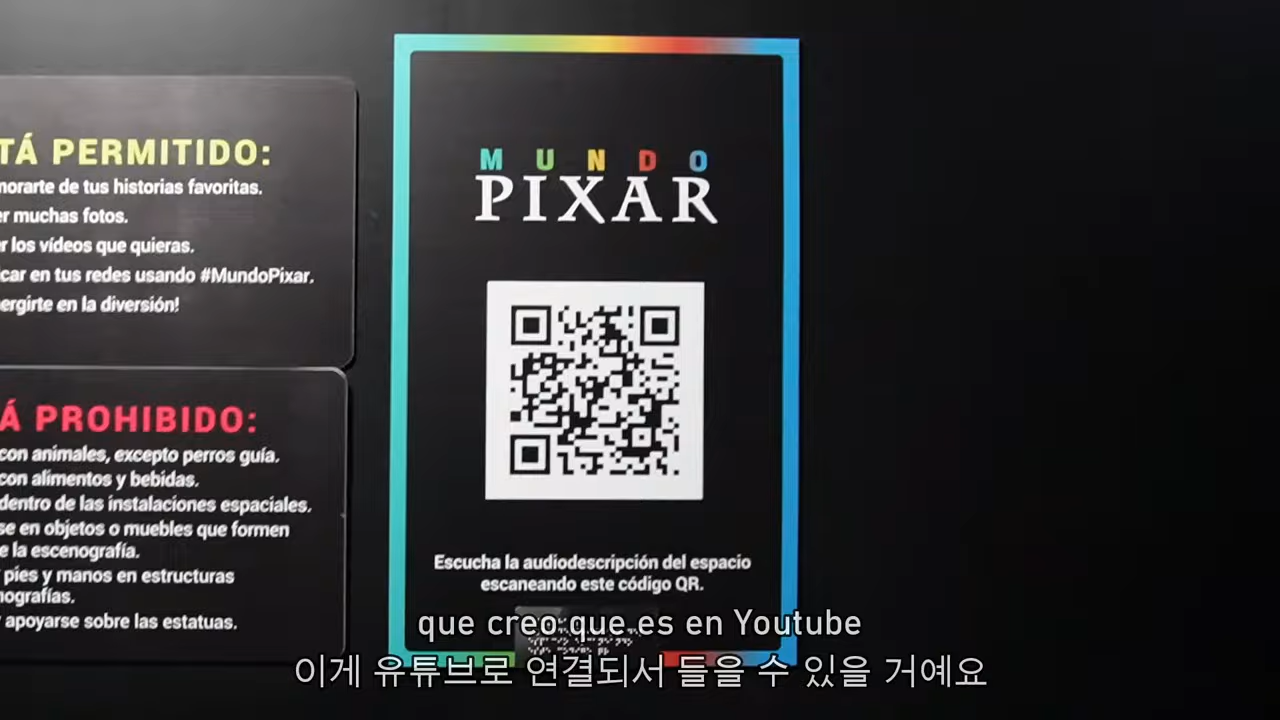 TÁ PERMITIDO:
norarte de tus historias favoritas.
er muchas fotos.
r los vídeos que quieras.
car en tus redes usando #MundoPixar.
ergirte en la diversión!
Á PROHIBIDO:
con animales, excepto perros guía.
con alimentos y bebidas.
dentro de las instalaciones espaciales.
se en objetos o muebles que formen
e la escenografía.
pies y manos en estructuras
nografías.
apoyarse sobre las estatuas.
MUNDO
PIXAR
Escucha la audiodescripción del espacio
escaneando este código QR.
que creo que es en Youtube
이게 유튜브로 연결되서 들을 수 있을 거예요